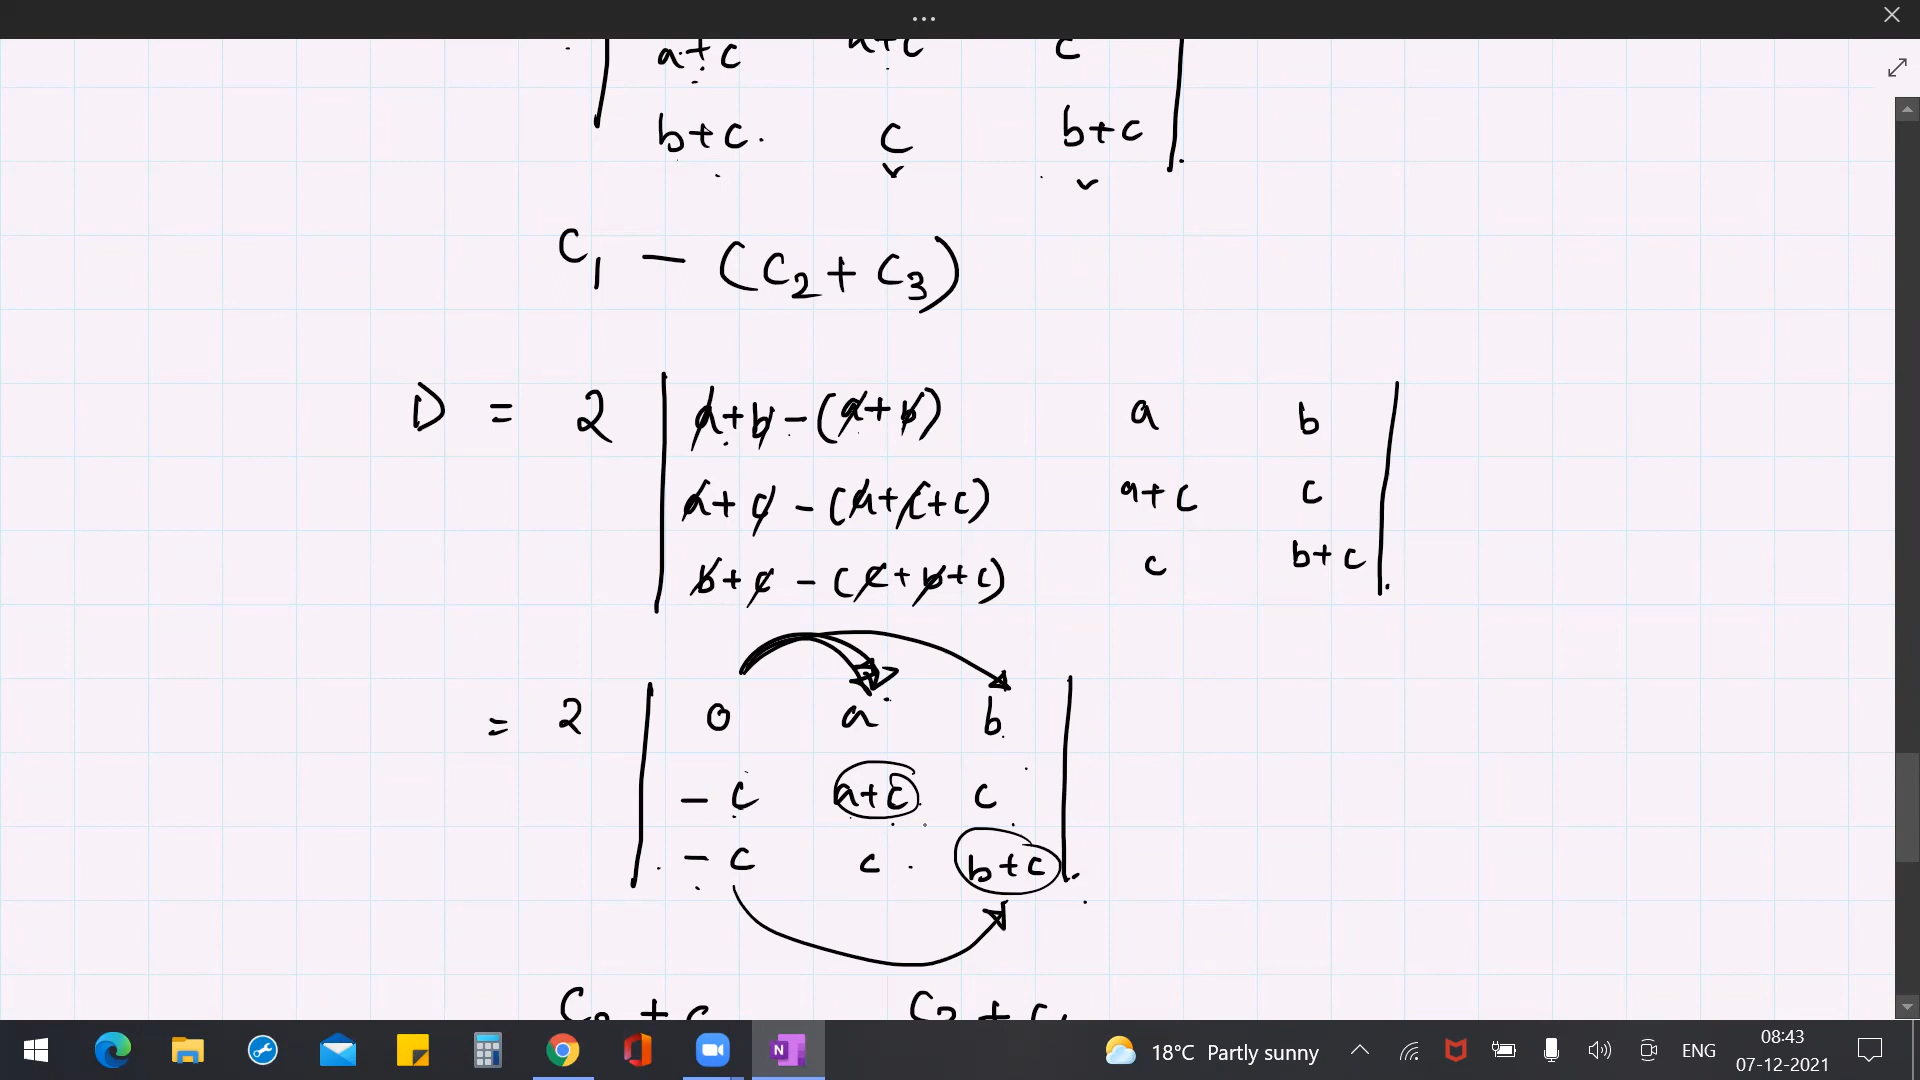 ...
a+c a+c c
b+c. c b+c
C₁ - (C₂ + C₃)
D = 2 | a+b-(a+b) a b |
a+c-(a+c+c) a+c c
b+c-(c+b+c) c b+c
= 2 | 0 a b |
-c a+c c
-c c b+c
18°C Partly sunny
ENG
08:43
07-12-2021